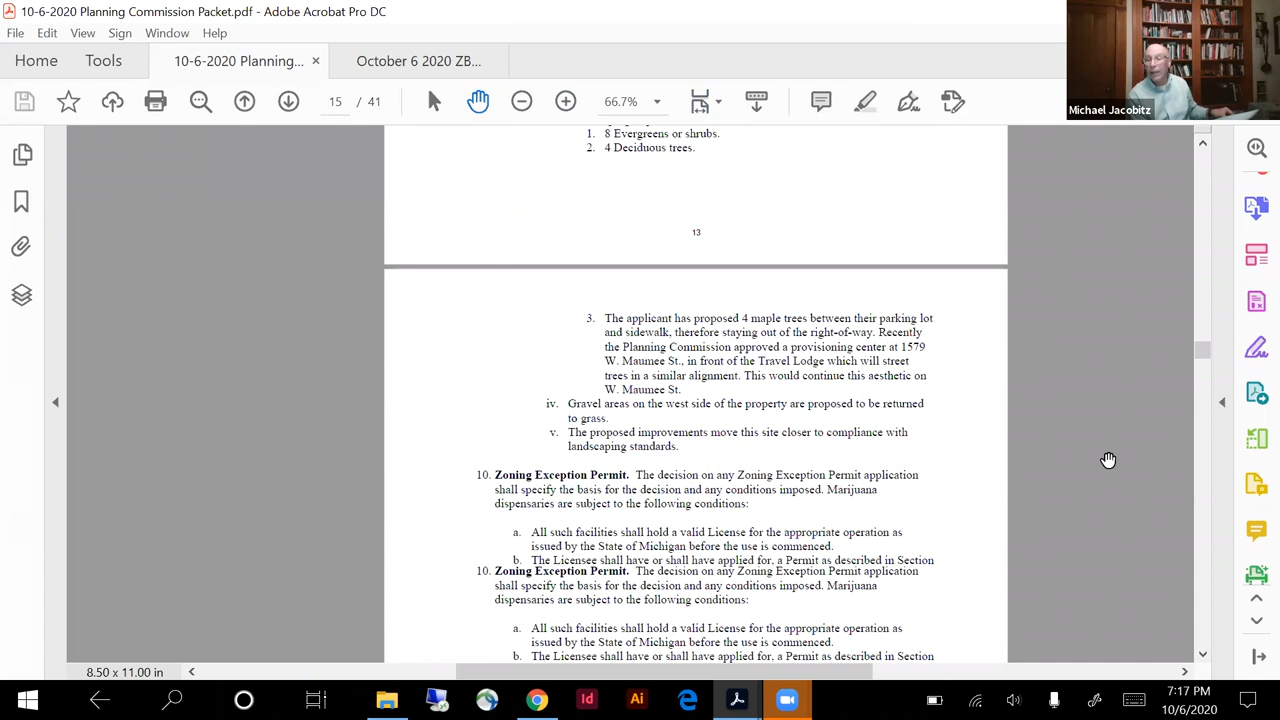 10-6-2020 Planning Commission Packet.pdf - Adobe Acrobat Pro DC
File Edit View Sign Window Help
Home Tools 10-6-2020 Planning... × October 6 2020 ZB...
15 / 41 66.7%
Michael Jacobitz
1. 8 Evergreens or shrubs.
2. 4 Deciduous trees.
13
3. The applicant has proposed 4 maple trees between their parking lot
and sidewalk, therefore staying out of the right-of-way. Recently
the Planning Commission approved a provisioning center at 1579
W. Maumee St., in front of the Travel Lodge which will street
trees in a similar alignment. This would continue this aesthetic on
W. Maumee St.
iv. Gravel areas on the west side of the property are proposed to be returned
to grass.
v. The proposed improvements move this site closer to compliance with
landscaping standards.
10. Zoning Exception Permit. The decision on any Zoning Exception Permit application
shall specify the basis for the decision and any conditions imposed. Marijuana
dispensaries are subject to the following conditions:
a. All such facilities shall hold a valid License for the appropriate operation as
issued by the State of Michigan before the use is commenced.
b. The Licensee shall have or shall have applied for, a Permit as described in Section
10. Zoning Exception Permit. The decision on any Zoning Exception Permit application
shall specify the basis for the decision and any conditions imposed. Marijuana
dispensaries are subject to the following conditions:
a. All such facilities shall hold a valid License for the appropriate operation as
issued by the State of Michigan before the use is commenced.
b. The Licensee shall have or shall have applied for, a Permit as described in Section
8.50 x 11.00 in
Id Ai
7:17 PM
10/6/2020